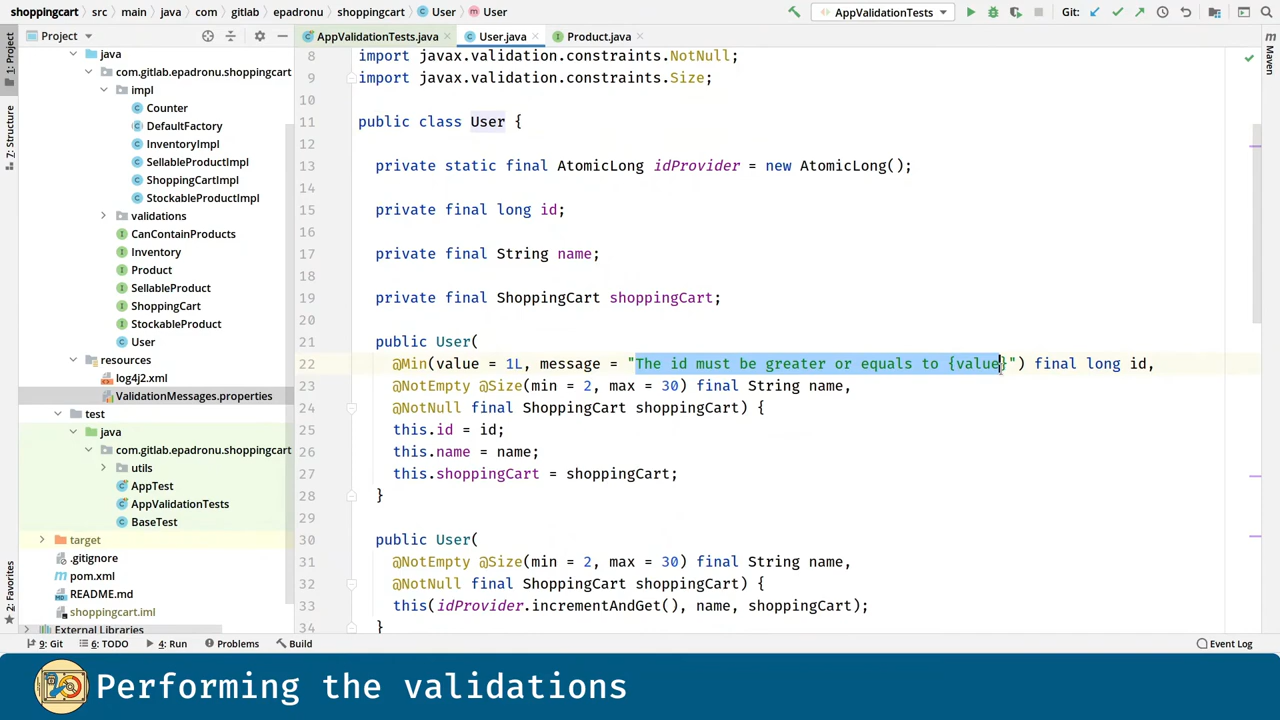 shoppingcart src main java com gitlab epadronu shoppingcart User User AppValidationTests Git:
Project AppValidationTests.java User.java Product.java
1: Project
7: Structure
2: Favorites
Maven
java
com.gitlab.epadronu.shoppingcart
impl
Counter
DefaultFactory
InventoryImpl
SellableProductImpl
ShoppingCartImpl
StockableProductImpl
validations
CanContainProducts
Inventory
Product
SellableProduct
ShoppingCart
StockableProduct
User
resources
log4j2.xml
ValidationMessages.properties
test
java
com.gitlab.epadronu.shoppingcart
utils
AppTest
AppValidationTests
BaseTest
target
.gitignore
pom.xml
README.md
shoppingcart.iml
External Libraries
8 import javax.validation.constraints.NotNull;
9 import javax.validation.constraints.Size;
10
11 public class User {
12
13 private static final AtomicLong idProvider = new AtomicLong();
14
15 private final long id;
16
17 private final String name;
18
19 private final ShoppingCart shoppingCart;
20
21 public User(
22 @Min(value = 1L, message = "The id must be greater or equals to {value}") final long id,
23 @NotEmpty @Size(min = 2, max = 30) final String name,
24 @NotNull final ShoppingCart shoppingCart) {
25 this.id = id;
26 this.name = name;
27 this.shoppingCart = shoppingCart;
28 }
29
30 public User(
31 @NotEmpty @Size(min = 2, max = 30) final String name,
32 @NotNull final ShoppingCart shoppingCart) {
33 this(idProvider.incrementAndGet(), name, shoppingCart);
34 }
9: Git 6: TODO 4: Run Problems Build Event Log
Performing the validations